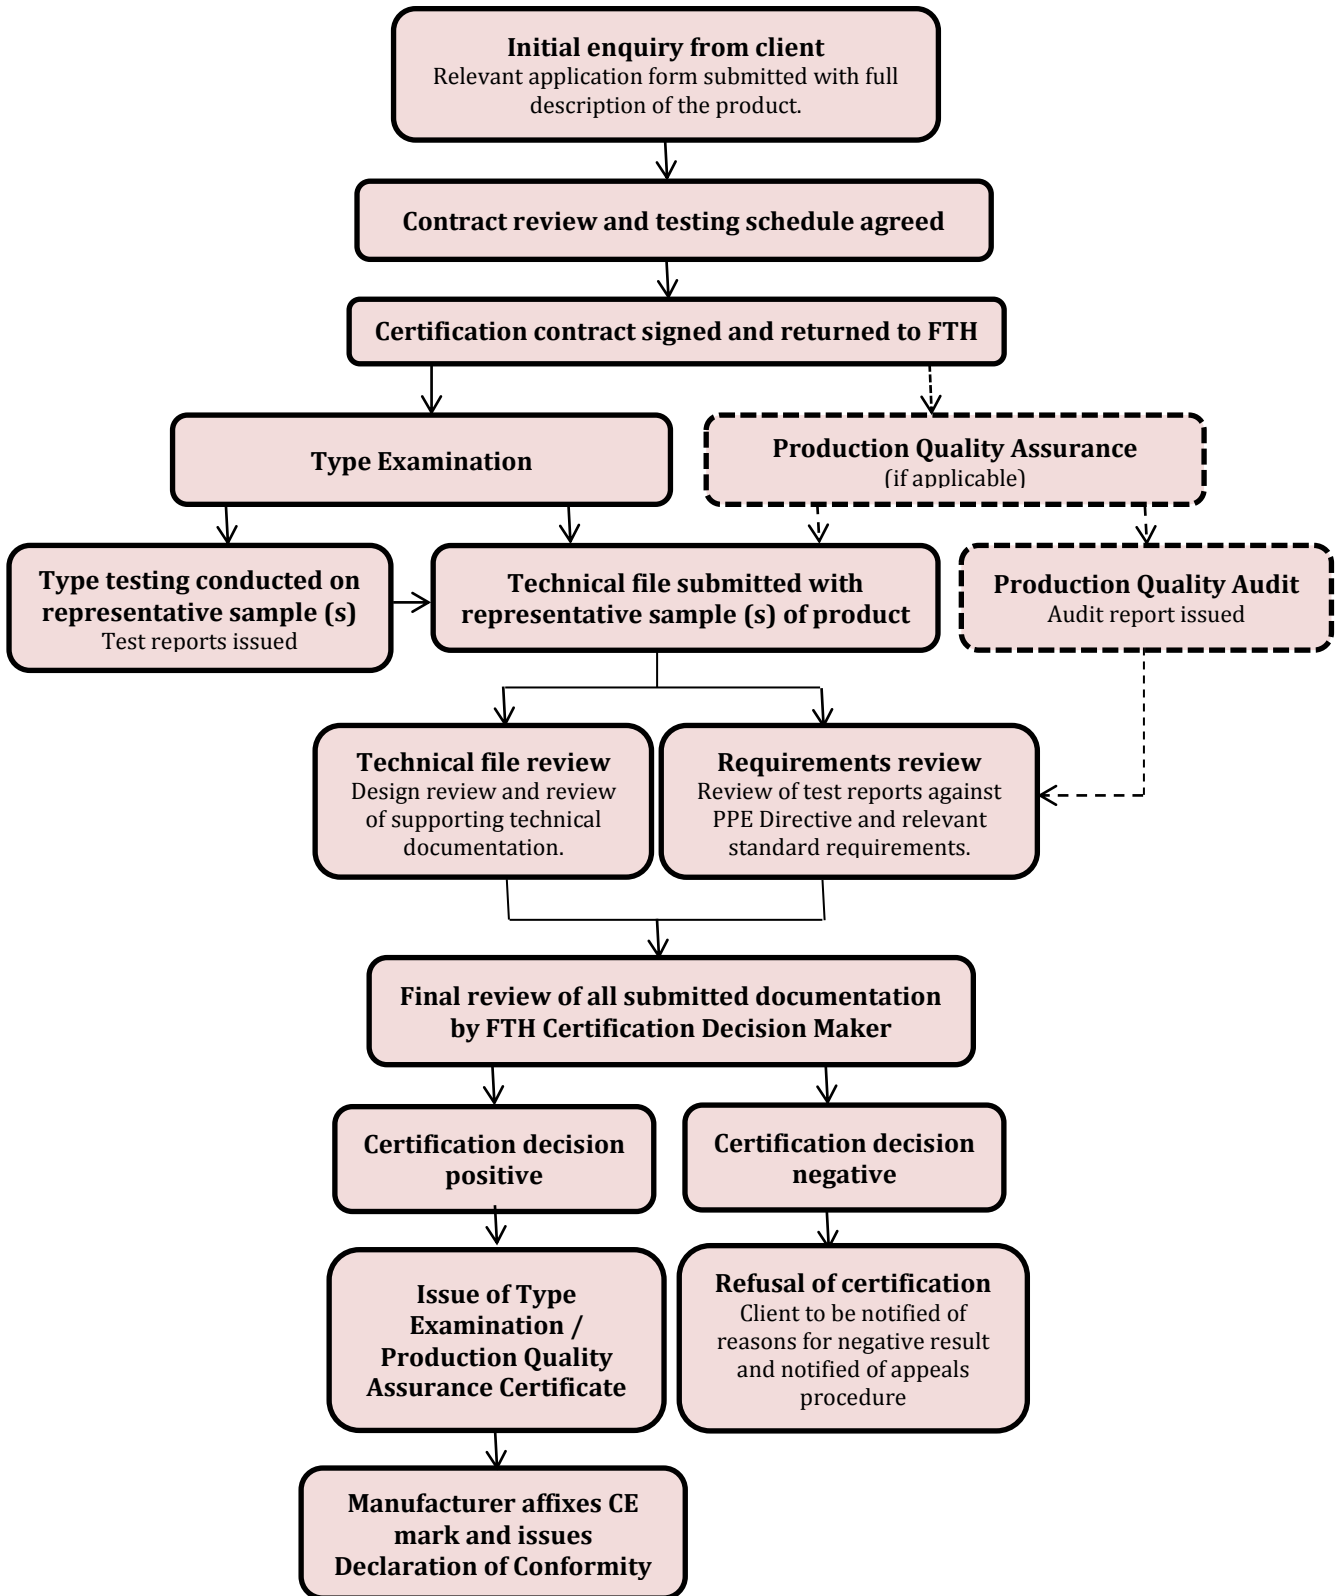 Initial enquiry from client
Relevant application form submitted with full
description of the product.
Contract review and testing schedule agreed
Certification contract signed and returned to FTH
Type Examination
Production Quality Assurance
(if applicable)
Type testing conducted on
representative sample (s)
Test reports issued
Technical file submitted with
representative sample (s) of product
Production Quality Audit
Audit report issued
Technical file review
Design review and review
of supporting technical
documentation.
Requirements review
Review of test reports against
PPE Directive and relevant
standard requirements.
Final review of all submitted documentation
by FTH Certification Decision Maker
Certification decision
positive
Certification decision
negative
Issue of Type
Examination /
Production Quality
Assurance Certificate
Refusal of certification
Client to be notified of
reasons for negative result
and notified of appeals
procedure
Manufacturer affixes CE
mark and issues
Declaration of Conformity